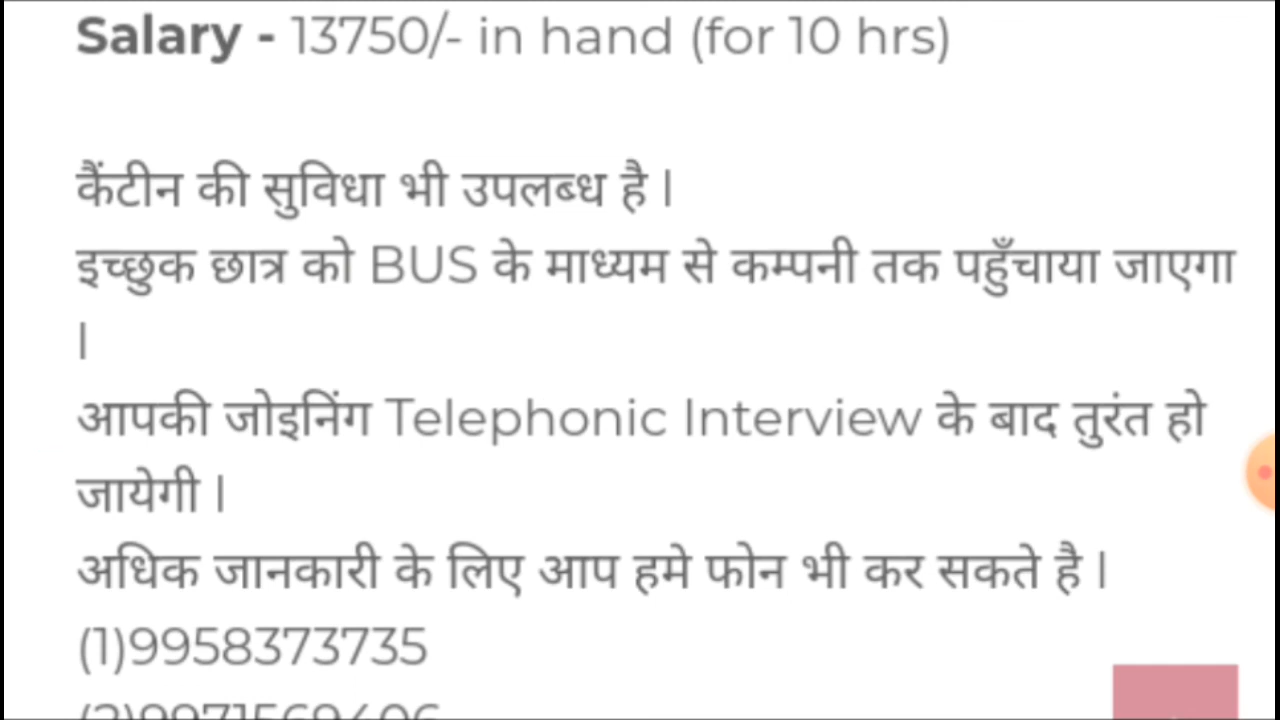 Salary - 13750/- in hand (for 10 hrs)
कैंटीन की सुविधा भी उपलब्ध है |
इच्छुक छात्र को BUS के माध्यम से कम्पनी तक पहुँचाया जाएगा
|
आपकी जोइनिंग Telephonic Interview के बाद तुरंत हो
जायेगी |
अधिक जानकारी के लिए आप हमे फोन भी कर सकते है |
(1)9958373735